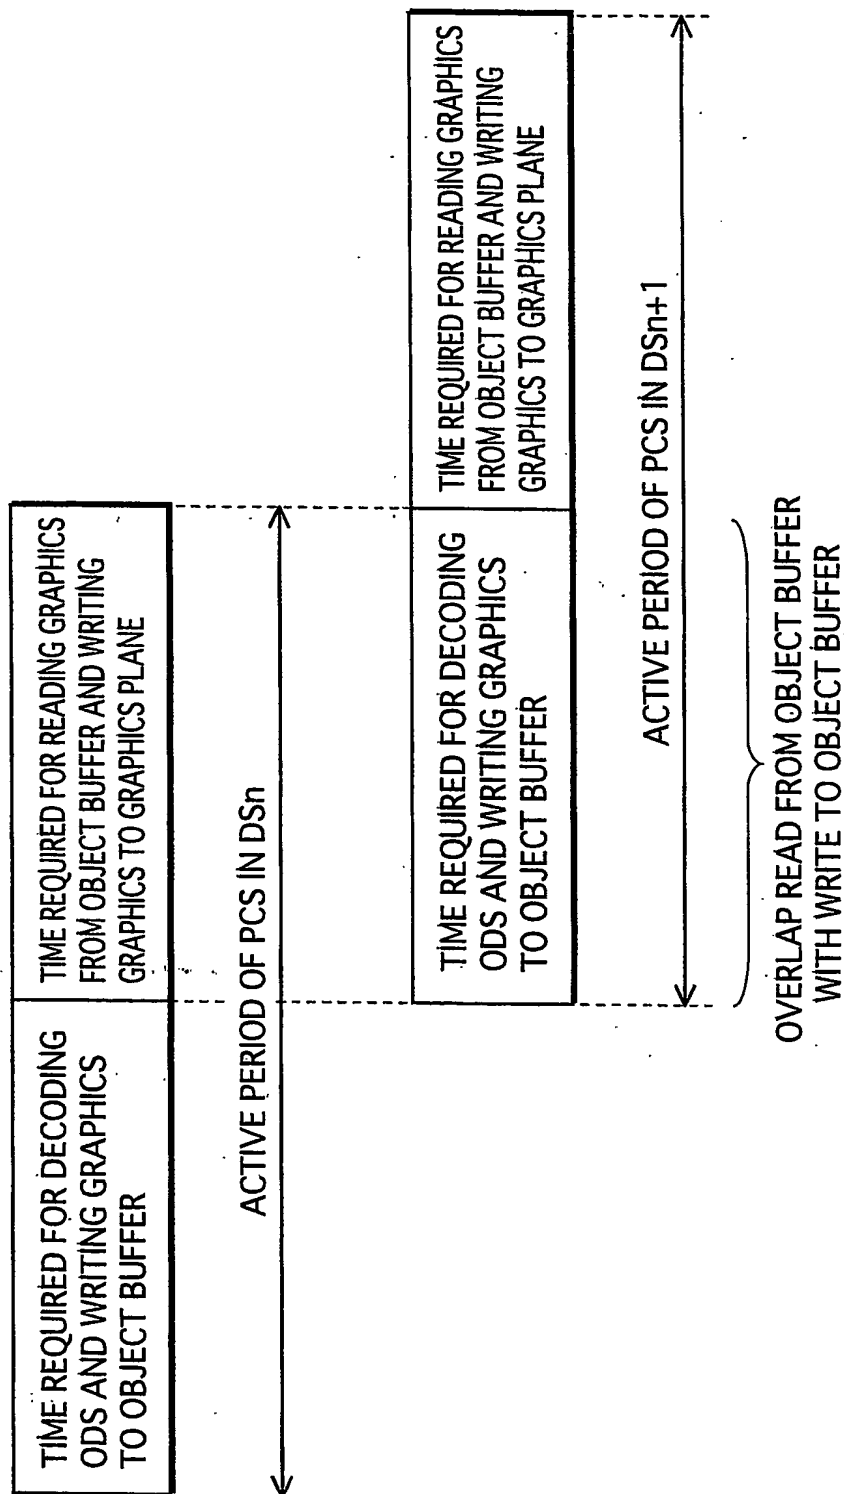 TIME REQUIRED FOR DECODING
ODS AND WRITING GRAPHICS
TO OBJECT BUFFER
TIME REQUIRED FOR READING GRAPHICS
FROM OBJECT BUFFER AND WRITING
GRAPHICS TO GRAPHICS PLANE
ACTIVE PERIOD OF PCS IN DSn
TIME REQUIRED FOR DECODING
ODS AND WRITING GRAPHICS
TO OBJECT BUFFER
TIME REQUIRED FOR READING GRAPHICS
FROM OBJECT BUFFER AND WRITING
GRAPHICS TO GRAPHICS PLANE
ACTIVE PERIOD OF PCS IN DSn+1
OVERLAP READ FROM OBJECT BUFFER
WITH WRITE TO OBJECT BUFFER